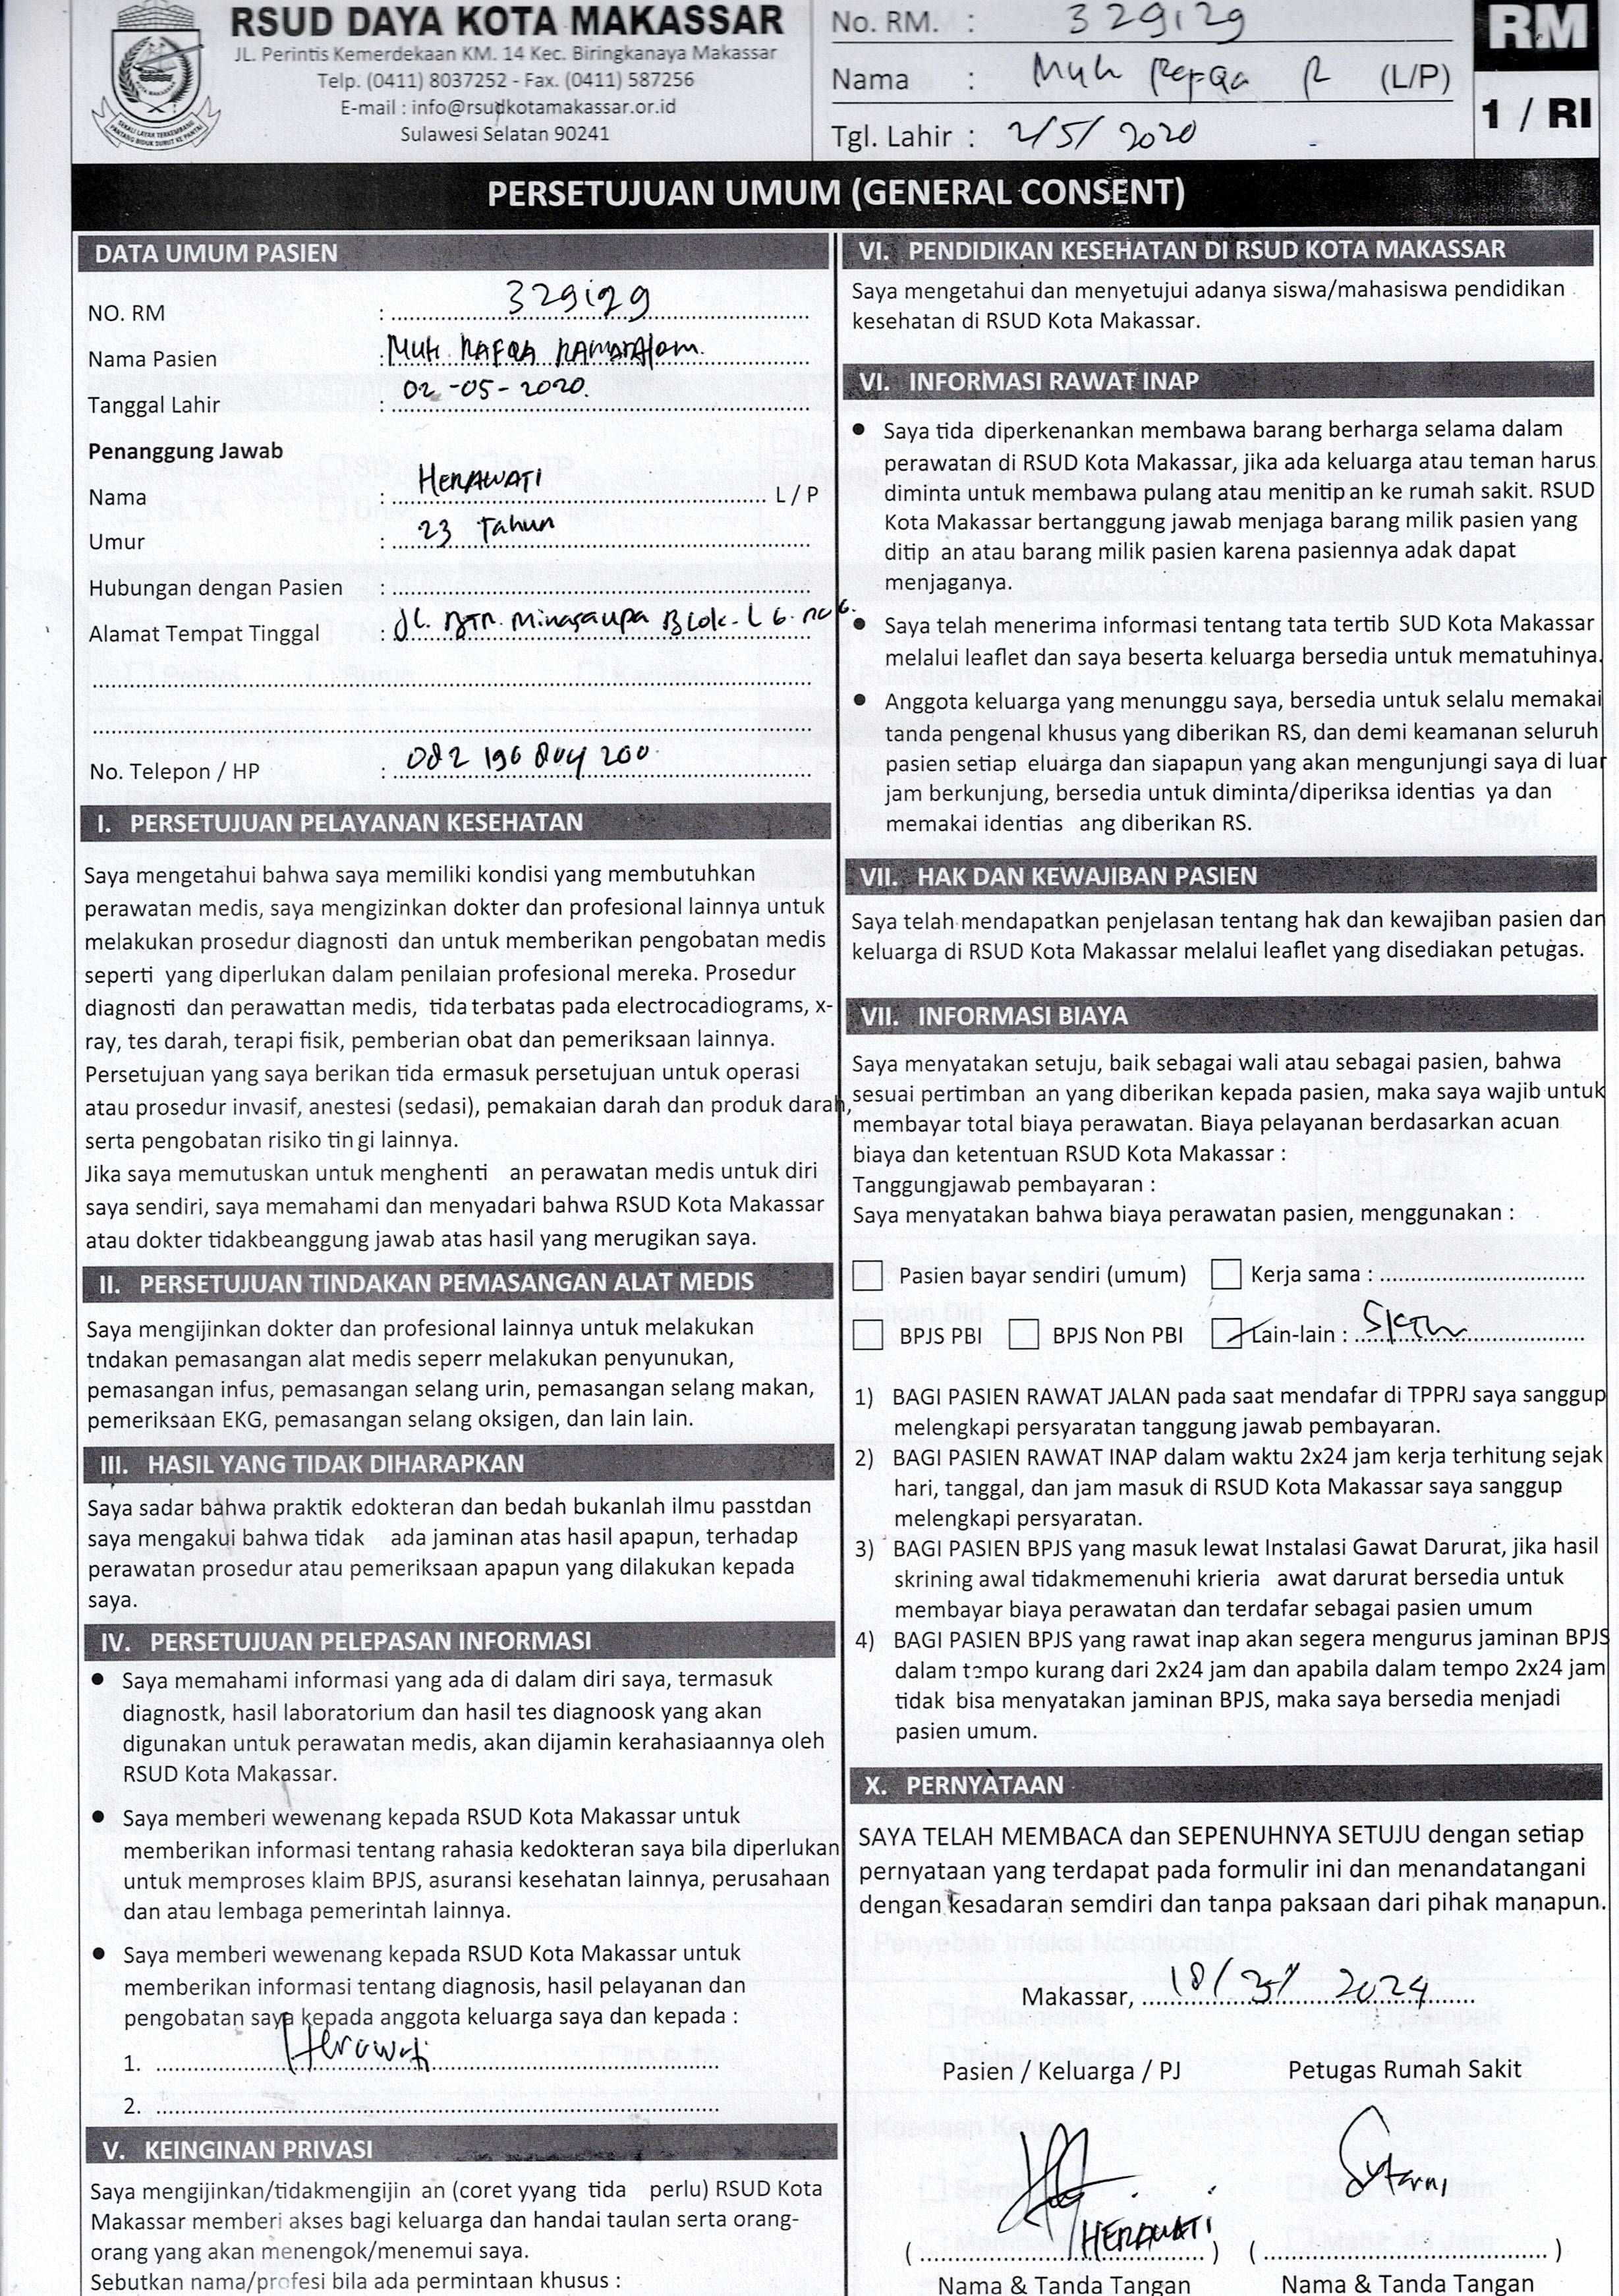 RSUD DAYA KOTA MAKASSAR
JL. Perintis Kemerdekaan KM. 14 Kec. Biringkanaya Makassar
Telp. (0411) 8037252 - Fax. (0411) 587256
E-mail : info@rsudkotamakassar.or.id
Sulawesi Selatan 90241
No. RM. : 329129
Nama : Muh Rafqa R (L/P)
Tgl. Lahir : 2/5/2020
RM
1 / RI
PERSETUJUAN UMUM (GENERAL CONSENT)
DATA UMUM PASIEN
NO. RM : 329129
Nama Pasien : Muh. RAFQA
Tanggal Lahir : 02-05-2020.
Penanggung Jawab
Nama : HERAWATI L / P
Umur : 23 Tahun
Hubungan dengan Pasien :
Alamat Tempat Tinggal : JL. BTN. Minasaupa BLok. L 6. no 6.
No. Telepon / HP : 082 196 804 200
I. PERSETUJUAN PELAYANAN KESEHATAN
Saya mengetahui bahwa saya memiliki kondisi yang membutuhkan
perawatan medis, saya mengizinkan dokter dan profesional lainnya untuk
melakukan prosedur diagnosti dan untuk memberikan pengobatan medis
seperti yang diperlukan dalam penilaian profesional mereka. Prosedur
diagnosti dan perawattan medis, tida terbatas pada electrocadiograms, x-
ray, tes darah, terapi fisik, pemberian obat dan pemeriksaan lainnya.
Persetujuan yang saya berikan tida ermasuk persetujuan untuk operasi
atau prosedur invasif, anestesi (sedasi), pemakaian darah dan produk darah,
serta pengobatan risiko tin gi lainnya.
Jika saya memutuskan untuk menghenti an perawatan medis untuk diri
saya sendiri, saya memahami dan menyadari bahwa RSUD Kota Makassar
atau dokter tidakbeanggung jawab atas hasil yang merugikan saya.
II. PERSETUJUAN TINDAKAN PEMASANGAN ALAT MEDIS
Saya mengijinkan dokter dan profesional lainnya untuk melakukan
tndakan pemasangan alat medis seperr melakukan penyunukan,
pemasangan infus, pemasangan selang urin, pemasangan selang makan,
pemeriksaan EKG, pemasangan selang oksigen, dan lain lain.
III. HASIL YANG TIDAK DIHARAPKAN
Saya sadar bahwa praktik edokteran dan bedah bukanlah ilmu passtdan
saya mengakui bahwa tidak ada jaminan atas hasil apapun, terhadap
perawatan prosedur atau pemeriksaan apapun yang dilakukan kepada
saya.
IV. PERSETUJUAN PELEPASAN INFORMASI
● Saya memahami informasi yang ada di dalam diri saya, termasuk
diagnostk, hasil laboratorium dan hasil tes diagnoosk yang akan
digunakan untuk perawatan medis, akan dijamin kerahasiaannya oleh
RSUD Kota Makassar.
● Saya memberi wewenang kepada RSUD Kota Makassar untuk
memberikan informasi tentang rahasia kedokteran saya bila diperlukan
untuk memproses klaim BPJS, asuransi kesehatan lainnya, perusahaan
dan atau lembaga pemerintah lainnya.
● Saya memberi wewenang kepada RSUD Kota Makassar untuk
memberikan informasi tentang diagnosis, hasil pelayanan dan
pengobatan saya kepada anggota keluarga saya dan kepada :
1. Herawati
2.
V. KEINGINAN PRIVASI
Saya mengijinkan/tidakmengijin an (coret yyang tida perlu) RSUD Kota
Makassar memberi akses bagi keluarga dan handai taulan serta orang-
orang yang akan menengok/menemui saya.
Sebutkan nama/profesi bila ada permintaan khusus :
VI. PENDIDIKAN KESEHATAN DI RSUD KOTA MAKASSAR
Saya mengetahui dan menyetujui adanya siswa/mahasiswa pendidikan
kesehatan di RSUD Kota Makassar.
VI. INFORMASI RAWAT INAP
● Saya tida diperkenankan membawa barang berharga selama dalam
perawatan di RSUD Kota Makassar, jika ada keluarga atau teman harus
diminta untuk membawa pulang atau menitip an ke rumah sakit. RSUD
Kota Makassar bertanggung jawab menjaga barang milik pasien yang
ditip an atau barang milik pasien karena pasiennya adak dapat
menjaganya.
● Saya telah menerima informasi tentang tata tertib SUD Kota Makassar
melalui leaflet dan saya beserta keluarga bersedia untuk mematuhinya.
● Anggota keluarga yang menunggu saya, bersedia untuk selalu memakai
tanda pengenal khusus yang diberikan RS, dan demi keamanan seluruh
pasien setiap eluarga dan siapapun yang akan mengunjungi saya di luar
jam berkunjung, bersedia untuk diminta/diperiksa identias ya dan
memakai identias ang diberikan RS.
VII. HAK DAN KEWAJIBAN PASIEN
Saya telah mendapatkan penjelasan tentang hak dan kewajiban pasien dan
keluarga di RSUD Kota Makassar melalui leaflet yang disediakan petugas.
VII. INFORMASI BIAYA
Saya menyatakan setuju, baik sebagai wali atau sebagai pasien, bahwa
sesuai pertimban an yang diberikan kepada pasien, maka saya wajib untuk
membayar total biaya perawatan. Biaya pelayanan berdasarkan acuan
biaya dan ketentuan RSUD Kota Makassar :
Tanggungjawab pembayaran :
Saya menyatakan bahwa biaya perawatan pasien, menggunakan :
Pasien bayar sendiri (umum) Kerja sama :
BPJS PBI BPJS Non PBI Lain-lain : SKTM
1) BAGI PASIEN RAWAT JALAN pada saat mendafar di TPPRJ saya sanggup
melengkapi persyaratan tanggung jawab pembayaran.
2) BAGI PASIEN RAWAT INAP dalam waktu 2x24 jam kerja terhitung sejak
hari, tanggal, dan jam masuk di RSUD Kota Makassar saya sanggup
melengkapi persyaratan.
3) BAGI PASIEN BPJS yang masuk lewat Instalasi Gawat Darurat, jika hasil
skrining awal tidakmemenuhi krieria awat darurat bersedia untuk
membayar biaya perawatan dan terdafar sebagai pasien umum
4) BAGI PASIEN BPJS yang rawat inap akan segera mengurus jaminan BPJS
dalam tempo kurang dari 2x24 jam dan apabila dalam tempo 2x24 jam
tidak bisa menyatakan jaminan BPJS, maka saya bersedia menjadi
pasien umum.
X. PERNYATAAN
SAYA TELAH MEMBACA dan SEPENUHNYA SETUJU dengan setiap
pernyataan yang terdapat pada formulir ini dan menandatangani
dengan kesadaran semdiri dan tanpa paksaan dari pihak manapun.
Makassar, 18/ 2024
Pasien / Keluarga / PJ Petugas Rumah Sakit
( HERAWATI ) ( )
Nama & Tanda Tangan Nama & Tanda Tangan